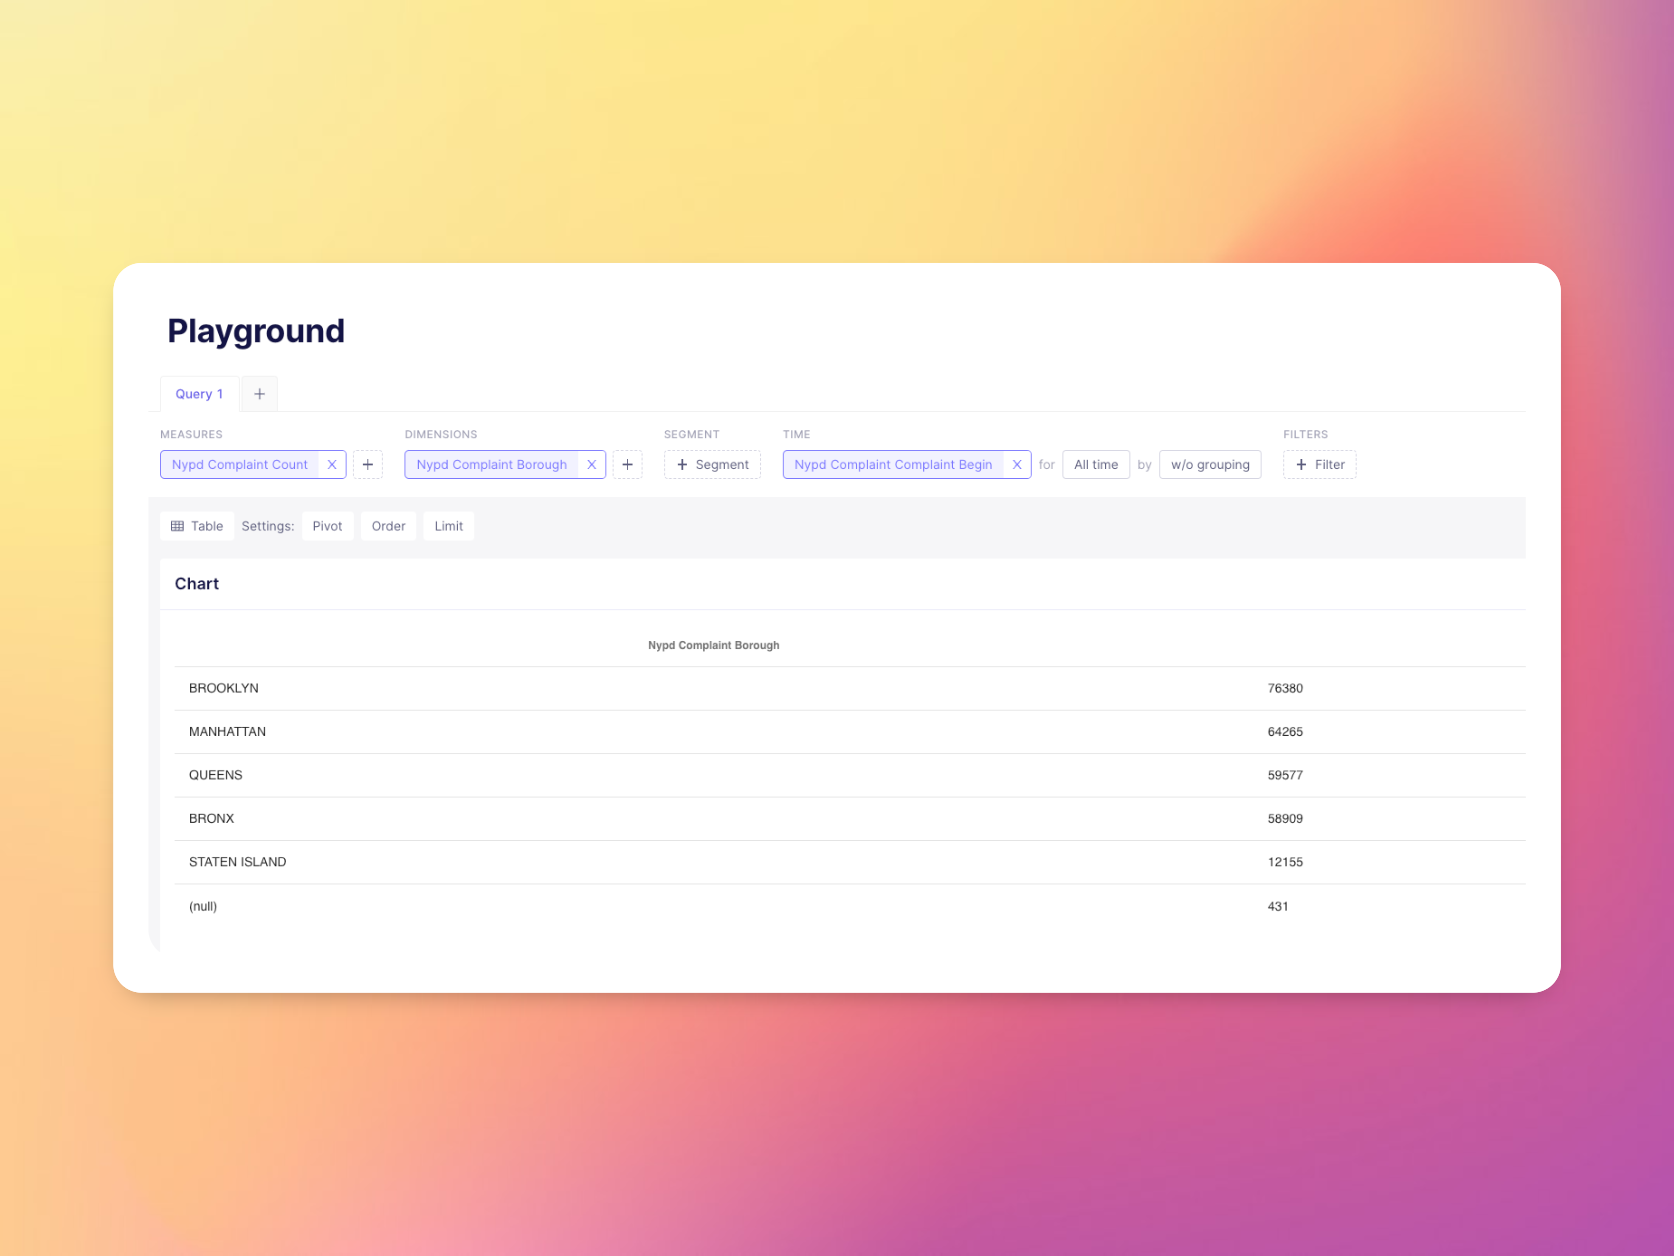 Playground
Query 1 +
MEASURES DIMENSIONS SEGMENT TIME FILTERS
Nypd Complaint Count X + Nypd Complaint Borough X + + Segment Nypd Complaint Complaint Begin X for All time by w/o grouping + Filter
Table Settings: Pivot Order Limit
Chart
Nypd Complaint Borough
BROOKLYN 76380
MANHATTAN 64265
QUEENS 59577
BRONX 58909
STATEN ISLAND 12155
(null) 431